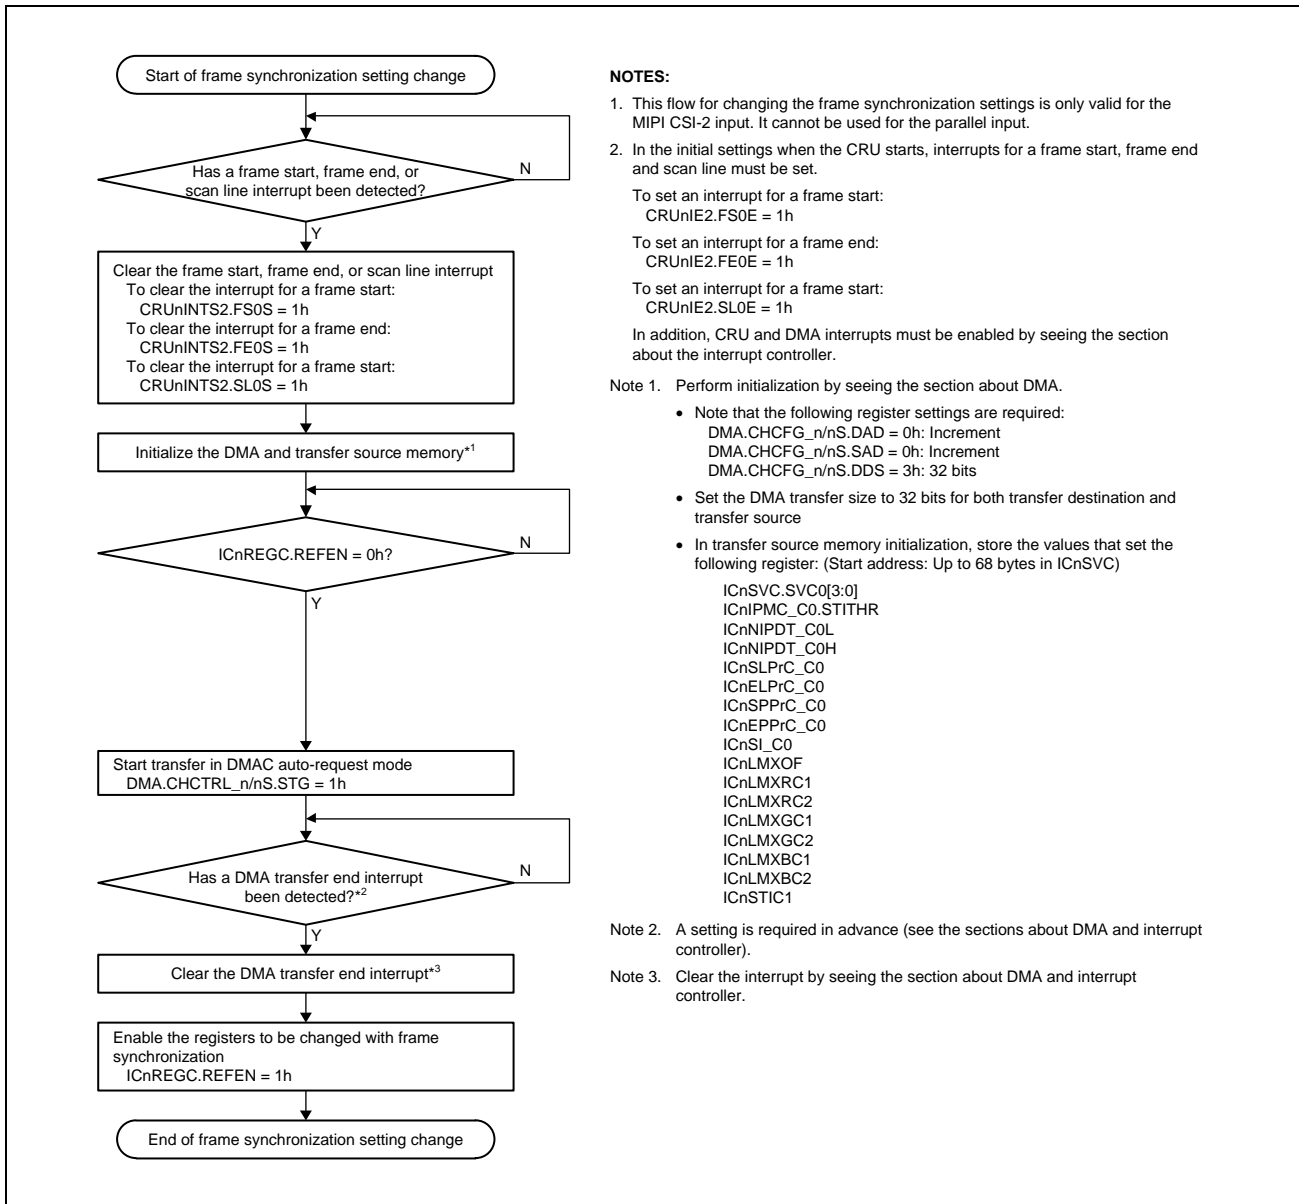 Start of frame synchronization setting change
Has a frame start, frame end, or
scan line interrupt been detected?
N
Y
Clear the frame start, frame end, or scan line interrupt
To clear the interrupt for a frame start:
CRUnINTS2.FS0S = 1h
To clear the interrupt for a frame end:
CRUnINTS2.FE0S = 1h
To clear the interrupt for a frame start:
CRUnINTS2.SL0S = 1h
Initialize the DMA and transfer source memory*1
ICnREGC.REFEN = 0h?
N
Y
Start transfer in DMAC auto-request mode
DMA.CHCTRL_n/nS.STG = 1h
Has a DMA transfer end interrupt
been detected?*2
N
Y
Clear the DMA transfer end interrupt*3
Enable the registers to be changed with frame
synchronization
ICnREGC.REFEN = 1h
End of frame synchronization setting change
NOTES:
1. This flow for changing the frame synchronization settings is only valid for the
MIPI CSI-2 input. It cannot be used for the parallel input.
2. In the initial settings when the CRU starts, interrupts for a frame start, frame end
and scan line must be set.
To set an interrupt for a frame start:
CRUnIE2.FS0E = 1h
To set an interrupt for a frame end:
CRUnIE2.FE0E = 1h
To set an interrupt for a frame start:
CRUnIE2.SL0E = 1h
In addition, CRU and DMA interrupts must be enabled by seeing the section
about the interrupt controller.
Note 1. Perform initialization by seeing the section about DMA.
• Note that the following register settings are required:
DMA.CHCFG_n/nS.DAD = 0h: Increment
DMA.CHCFG_n/nS.SAD = 0h: Increment
DMA.CHCFG_n/nS.DDS = 3h: 32 bits
• Set the DMA transfer size to 32 bits for both transfer destination and
transfer source
• In transfer source memory initialization, store the values that set the
following register: (Start address: Up to 68 bytes in ICnSVC)
ICnSVC.SVC0[3:0]
ICnIPMC_C0.STITHR
ICnNIPDT_C0L
ICnNIPDT_C0H
ICnSLPrC_C0
ICnELPrC_C0
ICnSPPrC_C0
ICnEPPrC_C0
ICnSI_C0
ICnLMXOF
ICnLMXRC1
ICnLMXRC2
ICnLMXGC1
ICnLMXGC2
ICnLMXBC1
ICnLMXBC2
ICnSTIC1
Note 2. A setting is required in advance (see the sections about DMA and interrupt
controller).
Note 3. Clear the interrupt by seeing the section about DMA and interrupt
controller.